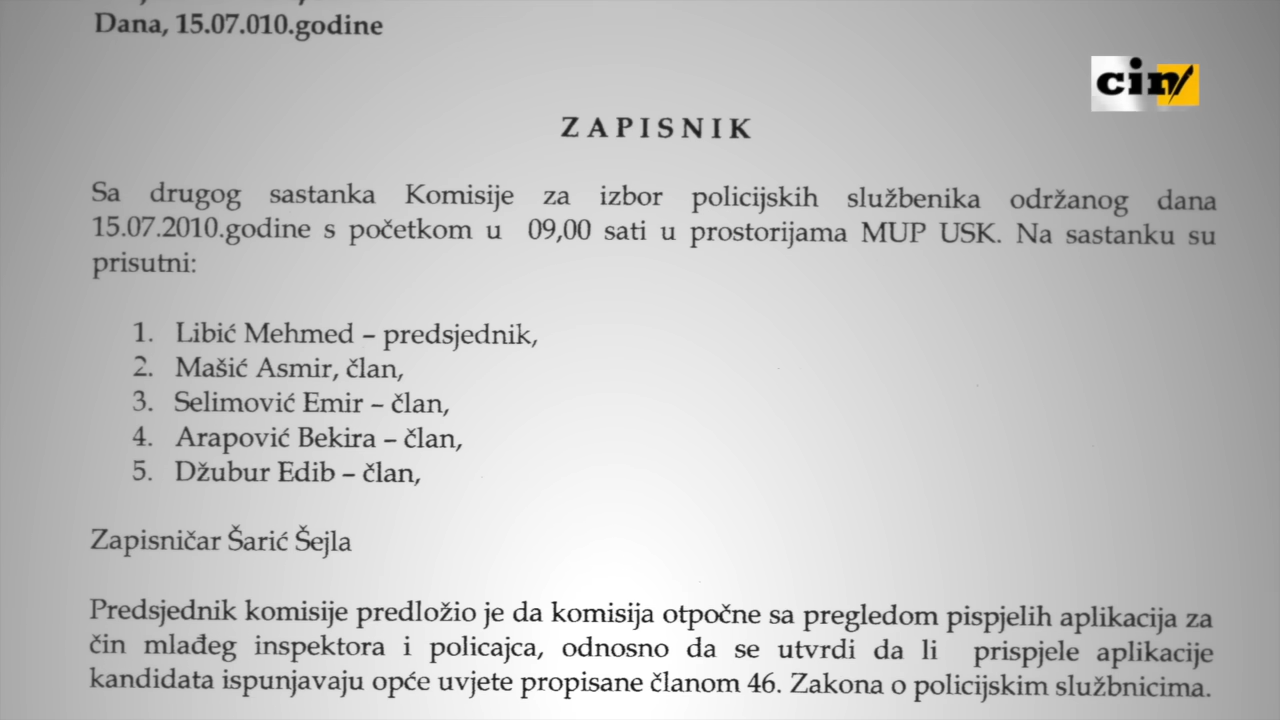 Dana, 15.07.010.godine
cin
ZAPISNIK
Sa drugog sastanka Komisije za izbor policijskih službenika održanog dana
15.07.2010.godine s početkom u 09,00 sati u prostorijama MUP USK. Na sastanku su
prisutni:
1. Libić Mehmed – predsjednik,
2. Mašić Asmir, član,
3. Selimović Emir – član,
4. Arapović Bekira – član,
5. Džubur Edib – član,
Zapisničar Šarić Šejla
Predsjednik komisije predložio je da komisija otpočne sa pregledom pispjelih aplikacija za
čin mlađeg inspektora i policajca, odnosno da se utvrdi da li prispjele aplikacije
kandidata ispunjavaju opće uvjete propisane članom 46. Zakona o policijskim službnicima.